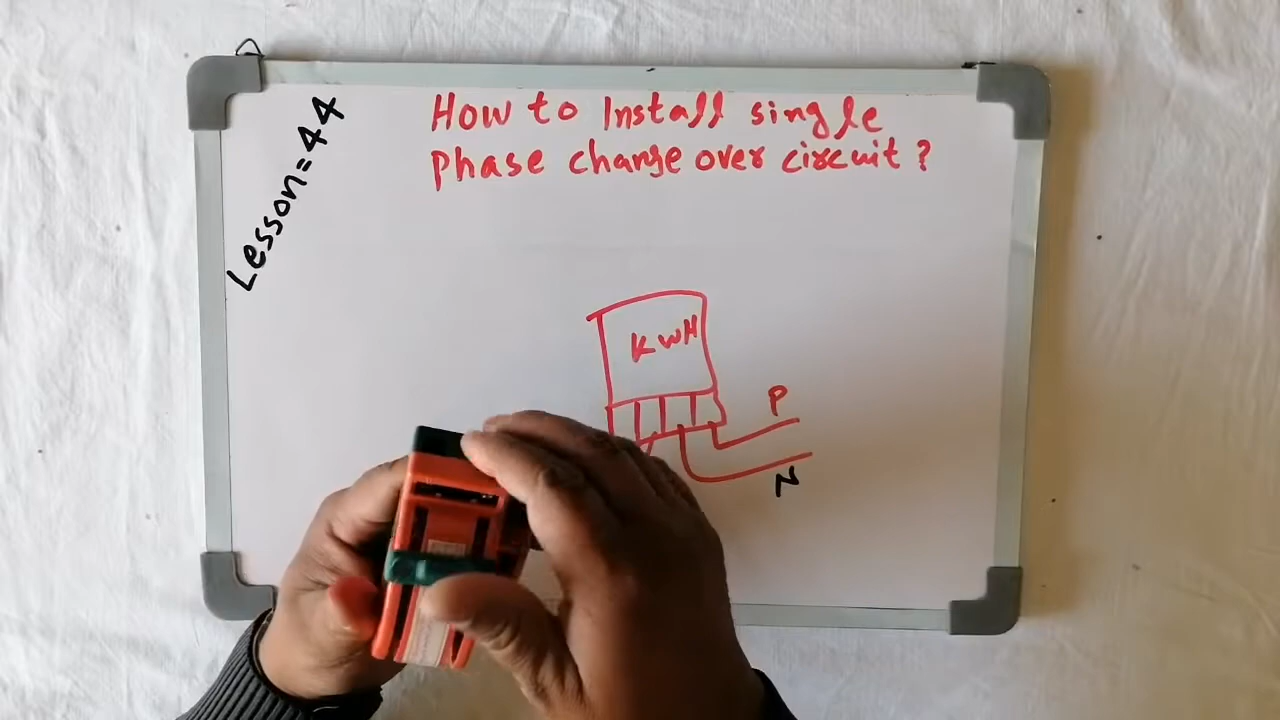 Lesson=44
How to Install single
phase change over circuit?
KWH
P
N